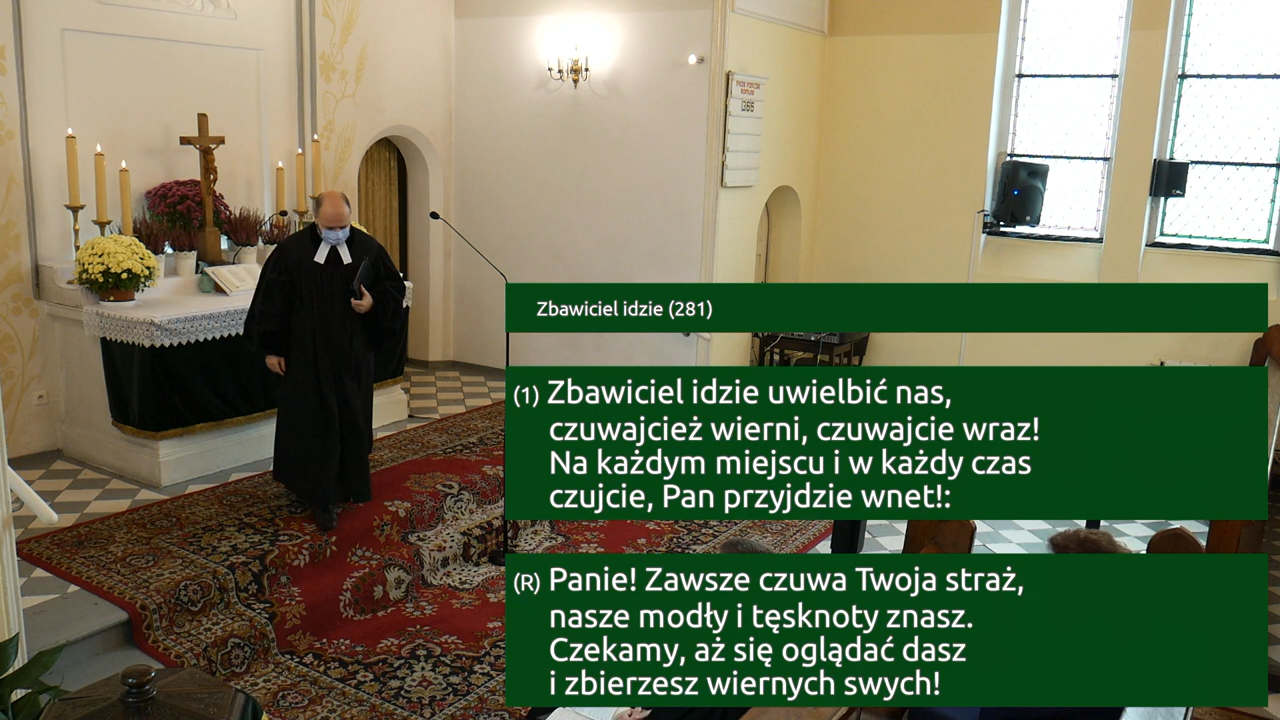 366
Zbawiciel idzie (281)
(1) Zbawiciel idzie uwielbić nas,
czuwajcież wierni, czuwajcie wraz!
Na każdym miejscu i w każdy czas
czujcie, Pan przyjdzie wnet!:
(R) Panie! Zawsze czuwa Twoja straż,
nasze modły i tęsknoty znasz.
Czekamy, aż się oglądać dasz
i zbierzesz wiernych swych!